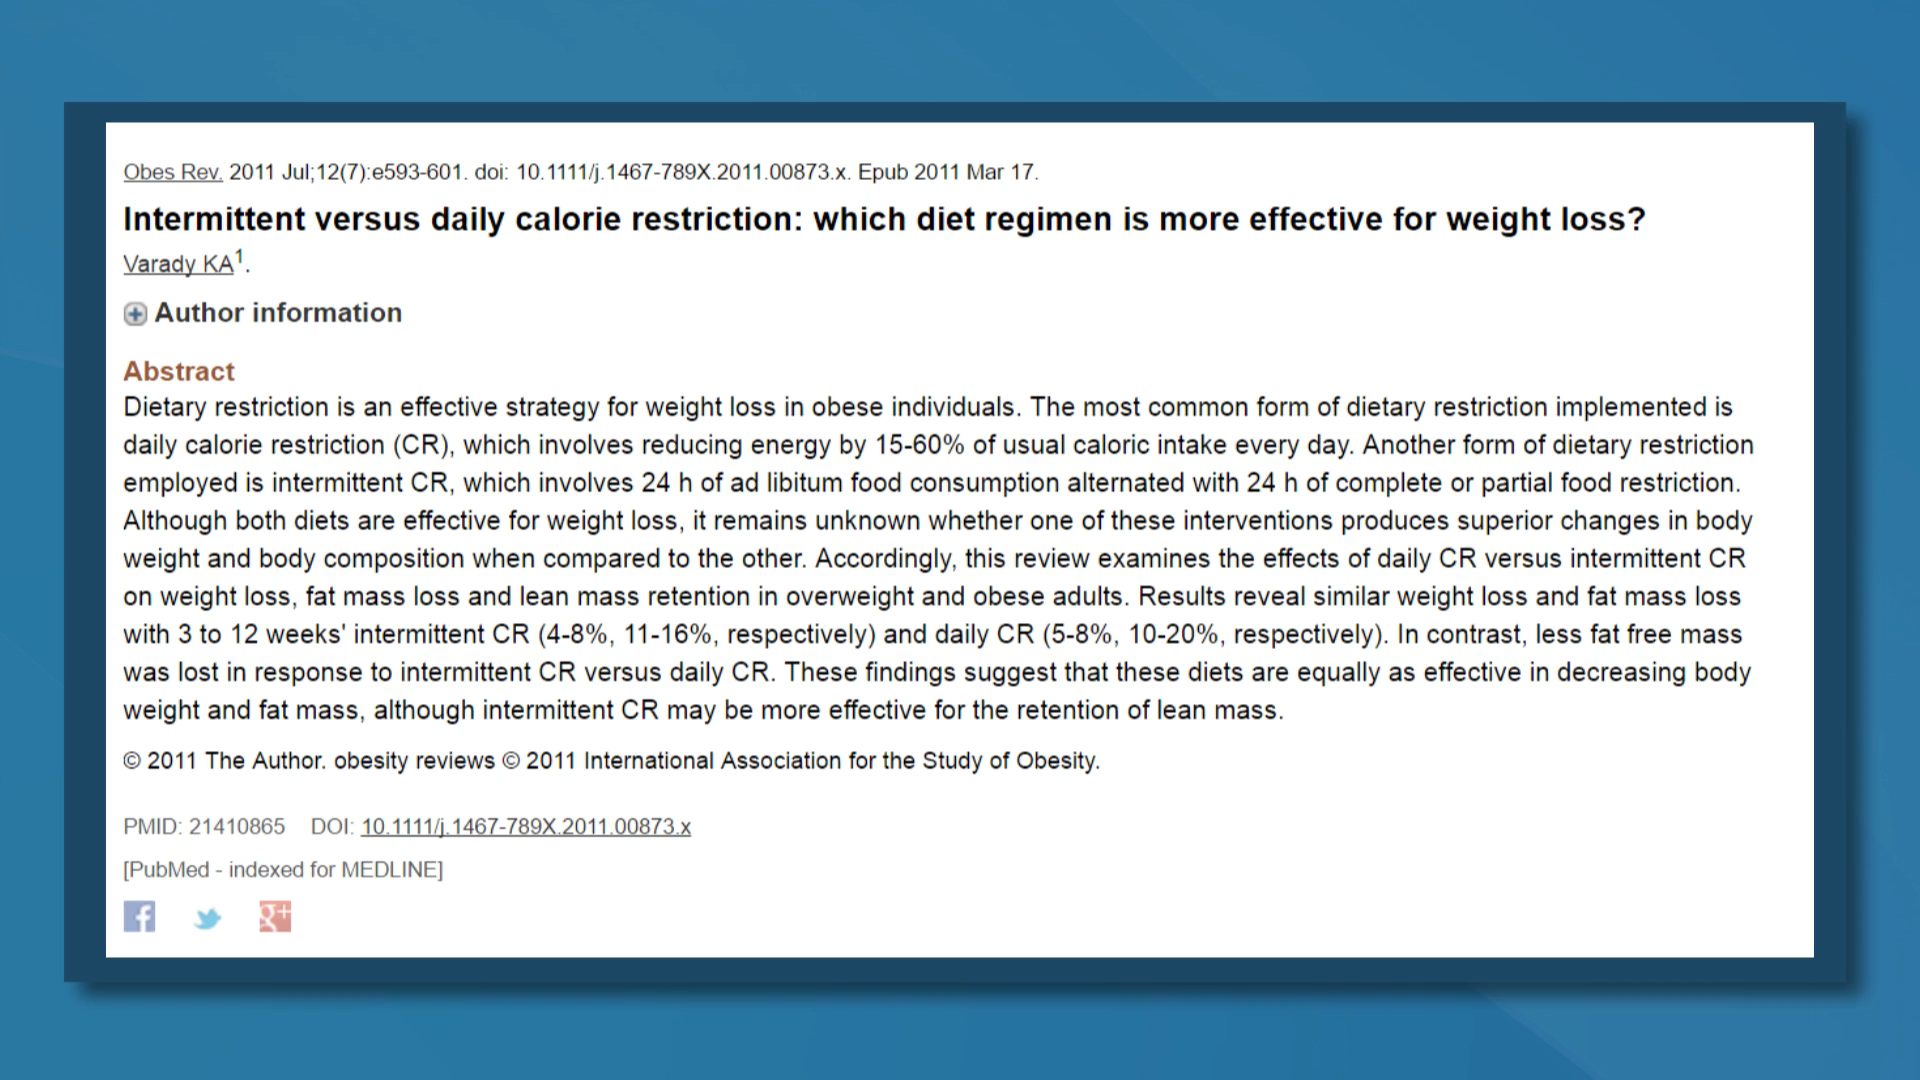 Obes Rev. 2011 Jul;12(7):e593-601. doi: 10.1111/j.1467-789X.2011.00873.x. Epub 2011 Mar 17.
Intermittent versus daily calorie restriction: which diet regimen is more effective for weight loss?
Varady KA1.
Author information
Abstract
Dietary restriction is an effective strategy for weight loss in obese individuals. The most common form of dietary restriction implemented is
daily calorie restriction (CR), which involves reducing energy by 15-60% of usual caloric intake every day. Another form of dietary restriction
employed is intermittent CR, which involves 24 h of ad libitum food consumption alternated with 24 h of complete or partial food restriction.
Although both diets are effective for weight loss, it remains unknown whether one of these interventions produces superior changes in body
weight and body composition when compared to the other. Accordingly, this review examines the effects of daily CR versus intermittent CR
on weight loss, fat mass loss and lean mass retention in overweight and obese adults. Results reveal similar weight loss and fat mass loss
with 3 to 12 weeks' intermittent CR (4-8%, 11-16%, respectively) and daily CR (5-8%, 10-20%, respectively). In contrast, less fat free mass
was lost in response to intermittent CR versus daily CR. These findings suggest that these diets are equally as effective in decreasing body
weight and fat mass, although intermittent CR may be more effective for the retention of lean mass.
© 2011 The Author. obesity reviews © 2011 International Association for the Study of Obesity.
PMID: 21410865 DOI: 10.1111/j.1467-789X.2011.00873.x
[PubMed - indexed for MEDLINE]
f g+